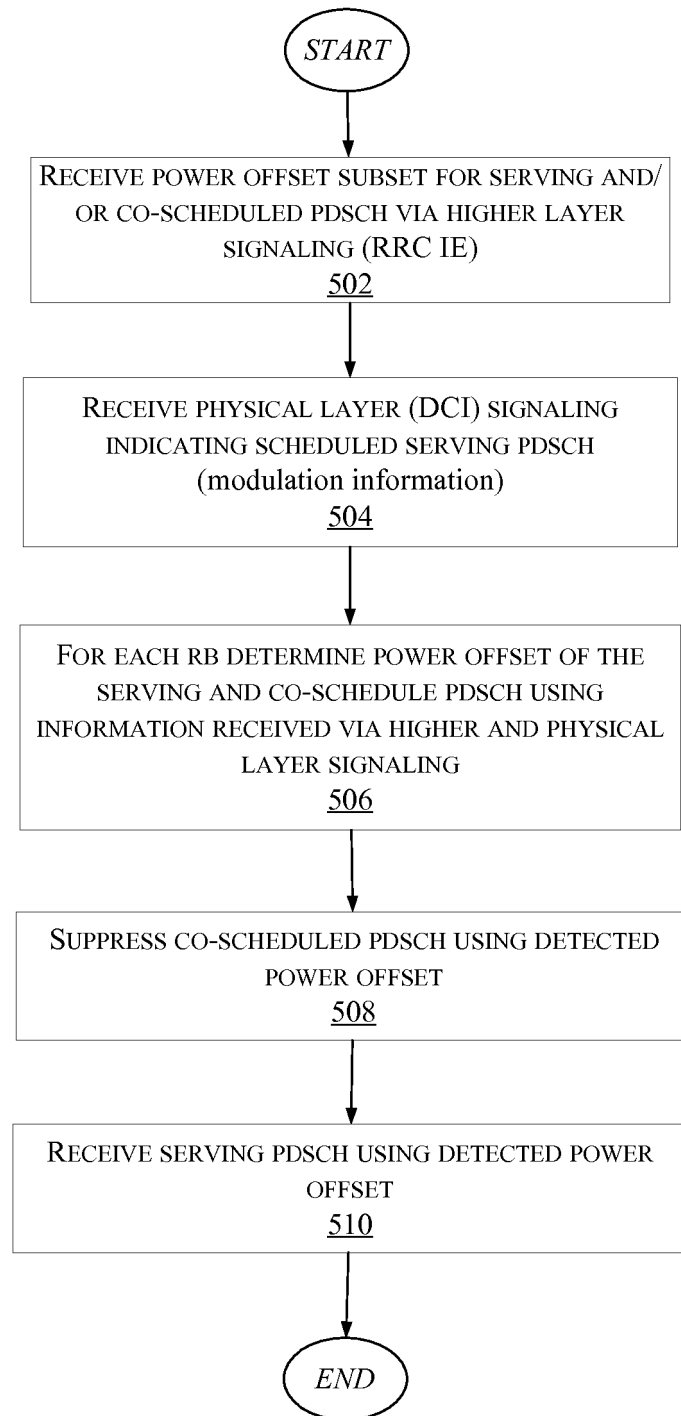 START
RECEIVE POWER OFFSET SUBSET FOR SERVING AND/
OR CO-SCHEDULED PDSCH VIA HIGHER LAYER
SIGNALING (RRC IE)
502
RECEIVE PHYSICAL LAYER (DCI) SIGNALING
INDICATING SCHEDULED SERVING PDSCH
(modulation information)
504
FOR EACH RB DETERMINE POWER OFFSET OF THE
SERVING AND CO-SCHEDULE PDSCH USING
INFORMATION RECEIVED VIA HIGHER AND PHYSICAL
LAYER SIGNALING
506
SUPPRESS CO-SCHEDULED PDSCH USING DETECTED
POWER OFFSET
508
RECEIVE SERVING PDSCH USING DETECTED POWER
OFFSET
510
END